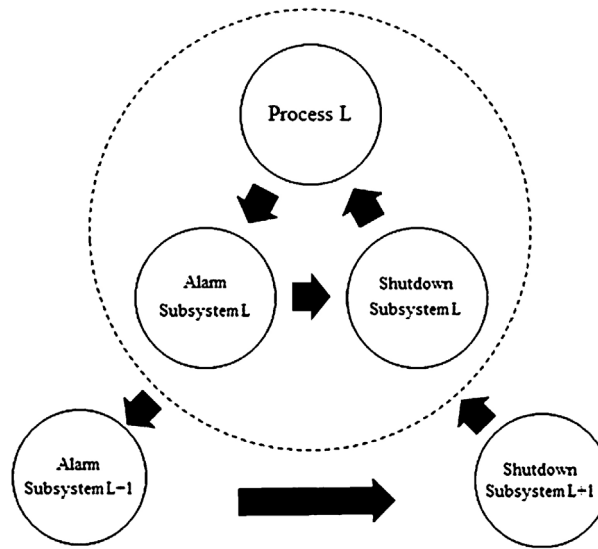 Process L
Alarm
Subsystem L
Shutdown
Subsystem L
Alarm
Subsystem L+1
Shutdown
Subsystem L+1